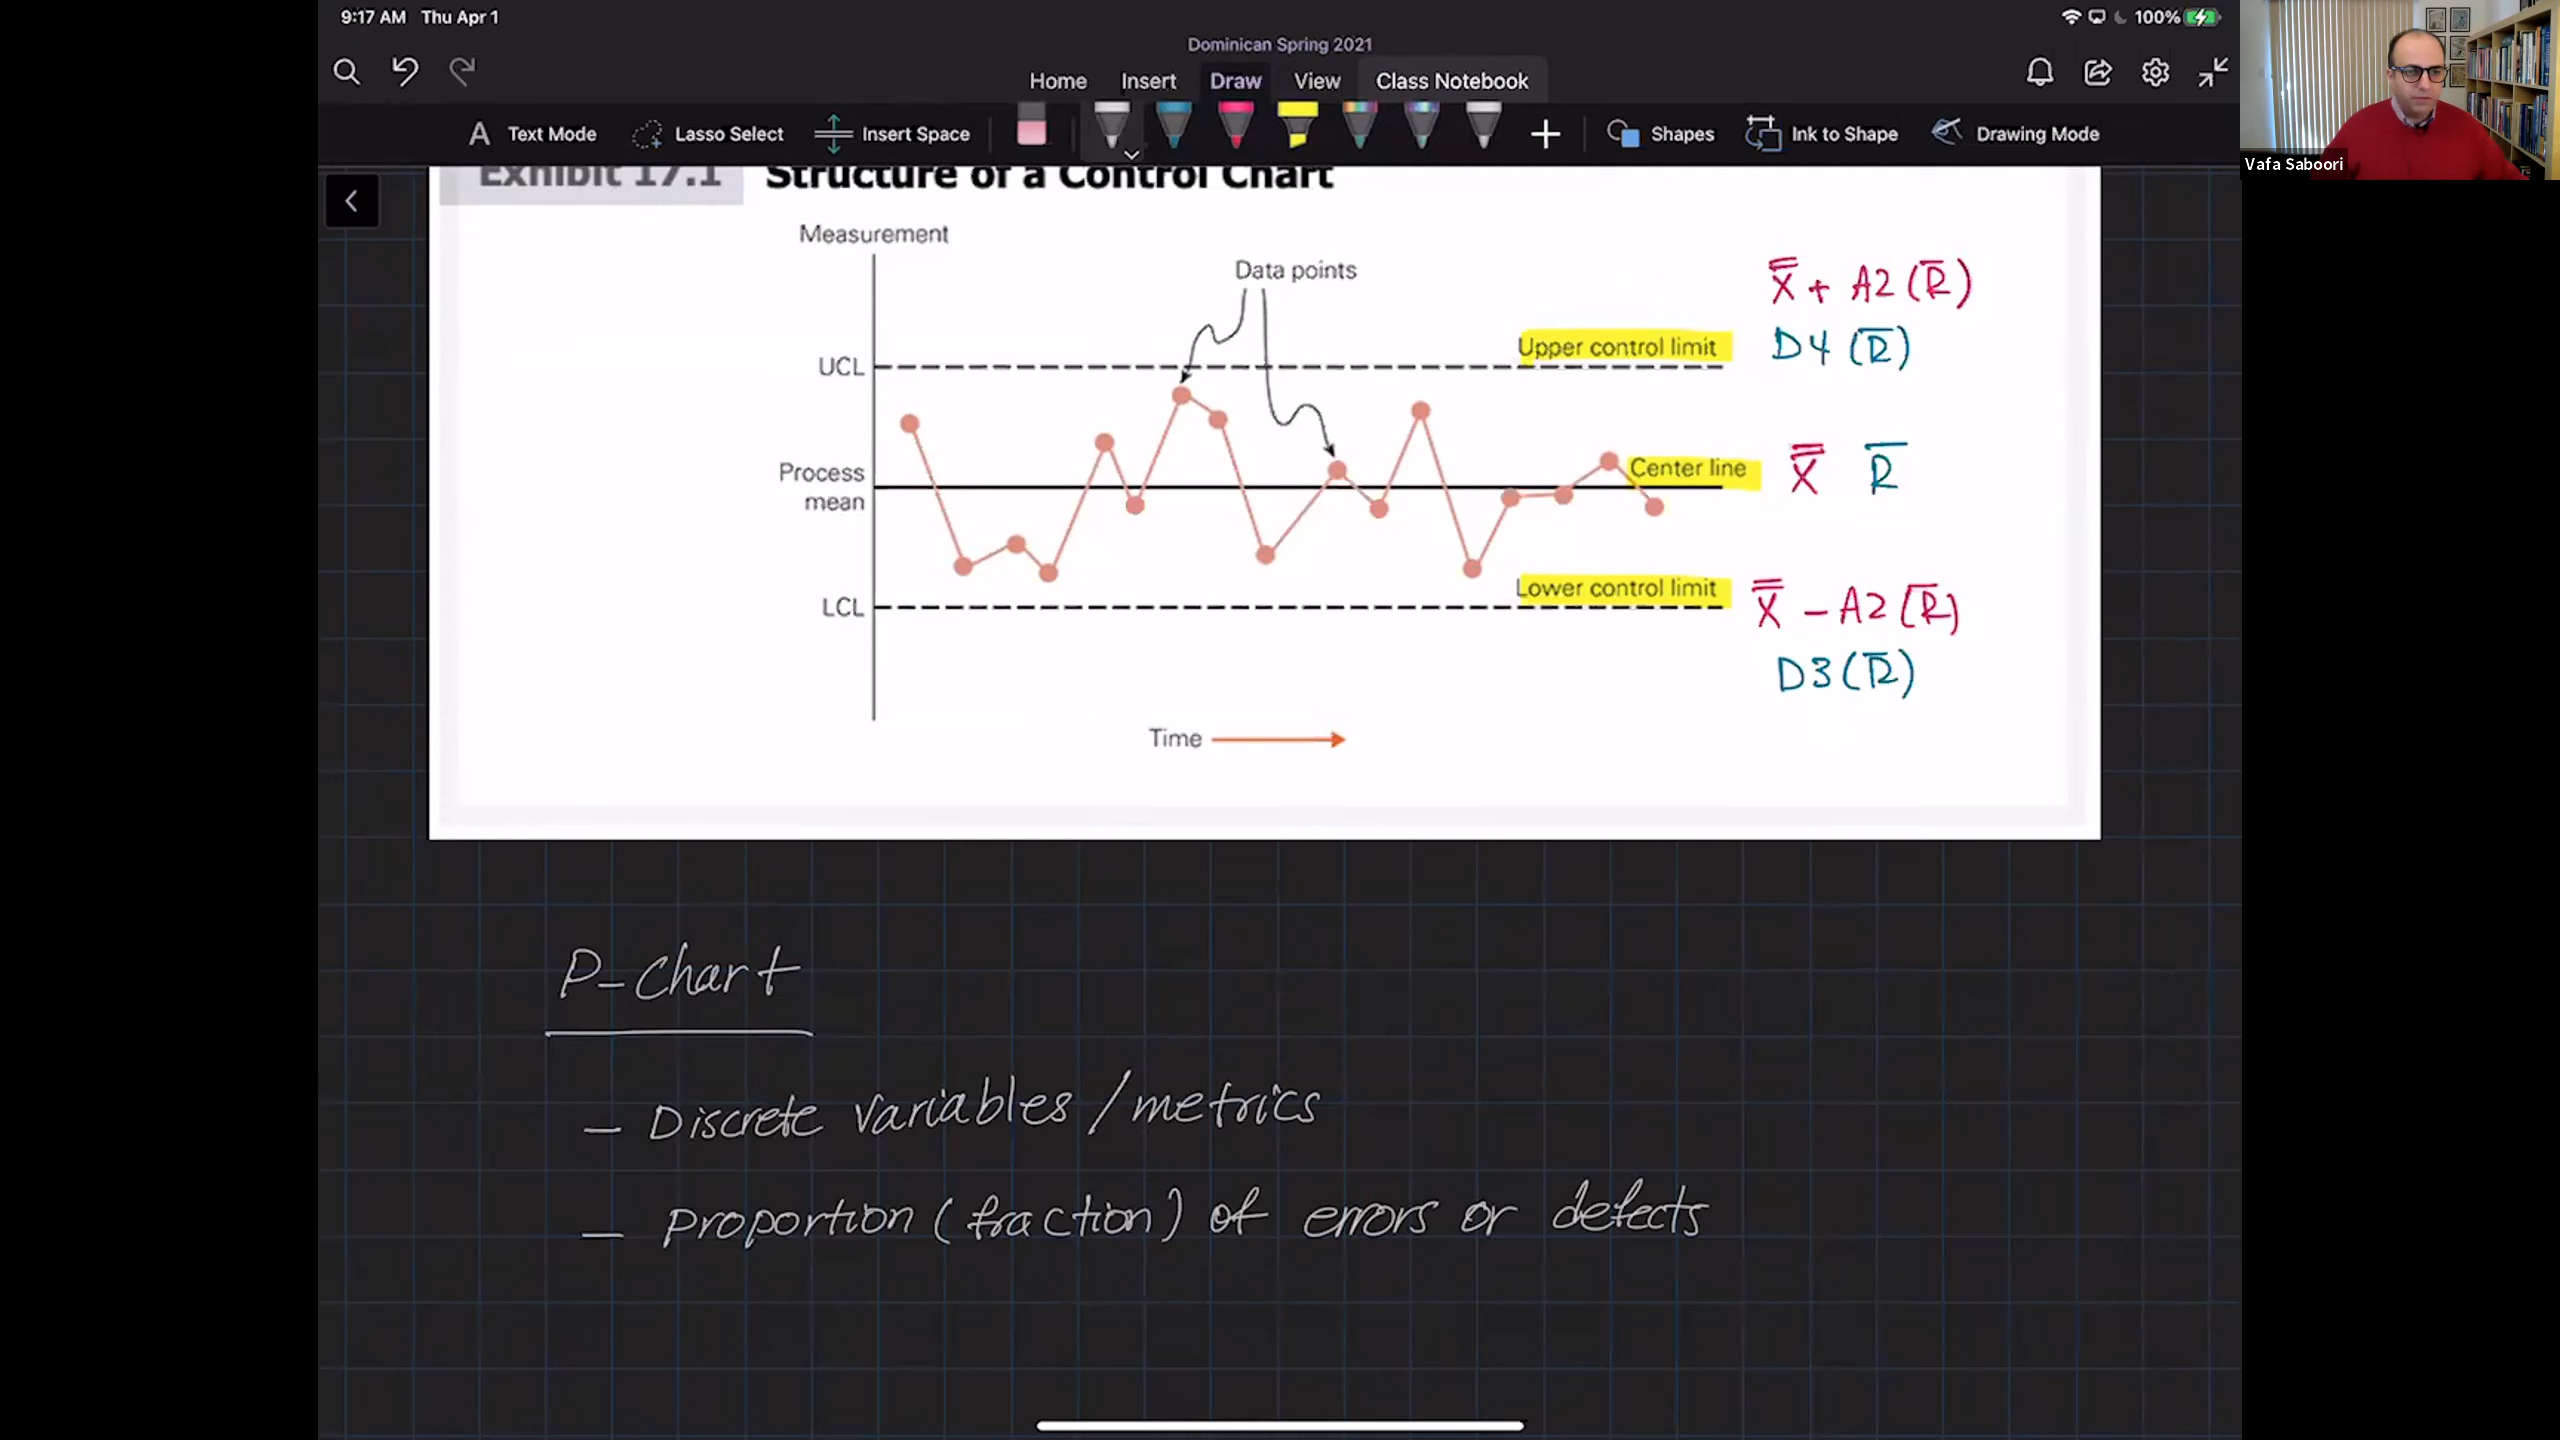 9:17 AM Thu Apr 1
100%
Dominican Spring 2021
Home Insert Draw View Class Notebook
Text Mode Lasso Select Insert Space Shapes Ink to Shape Drawing Mode
Vafa Saboori
Exhibit 17.1 Structure of a Control Chart
Measurement
Data points
X̿ + A2 (R̅)
UCL
Upper control limit
D4 (R̅)
Process
mean
Center line
X̿ R̅
LCL
Lower control limit
X̿ – A2 (R̅)
D3 (R̅)
Time
P-Chart
– Discrete variables / metrics
– Proportion (fraction) of errors or defects